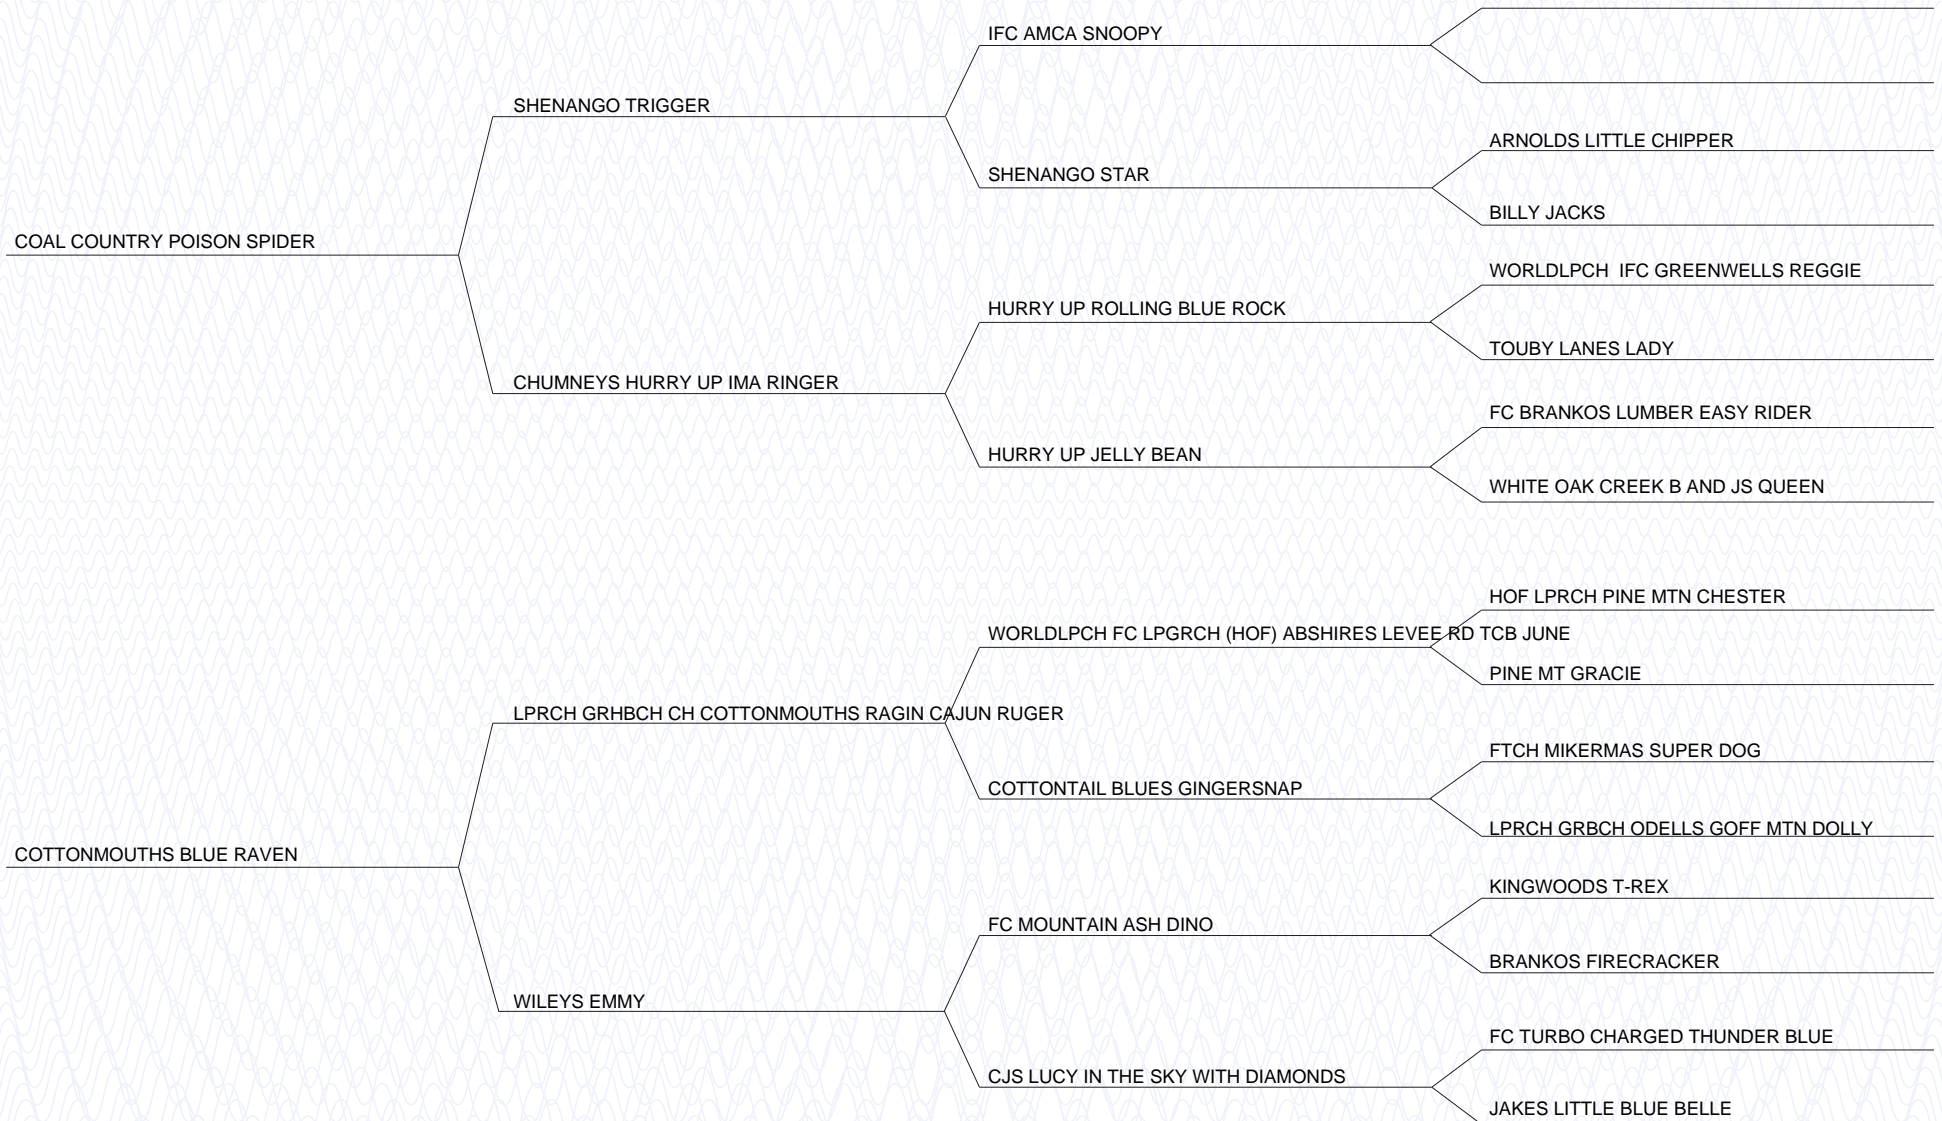 IFC AMCA SNOOPY
SHENANGO TRIGGER
ARNOLDS LITTLE CHIPPER
SHENANGO STAR
BILLY JACKS
COAL COUNTRY POISON SPIDER
WORLDLPCH  IFC GREENWELLS REGGIE
HURRY UP ROLLING BLUE ROCK
TOUBY LANES LADY
CHUMNEYS HURRY UP IMA RINGER
FC BRANKOS LUMBER EASY RIDER
HURRY UP JELLY BEAN
WHITE OAK CREEK B AND JS QUEEN
HOF LPRCH PINE MTN CHESTER
WORLDLPCH FC LPGRCH (HOF) ABSHIRES LEVEE RD TCB JUNE
PINE MT GRACIE
LPRCH GRHBCH CH COTTONMOUTHS RAGIN CAJUN RUGER
FTCH MIKERMAS SUPER DOG
COTTONTAIL BLUES GINGERSNAP
LPRCH GRBCH ODELLS GOFF MTN DOLLY
COTTONMOUTHS BLUE RAVEN
KINGWOODS T-REX
FC MOUNTAIN ASH DINO
BRANKOS FIRECRACKER
WILEYS EMMY
FC TURBO CHARGED THUNDER BLUE
CJS LUCY IN THE SKY WITH DIAMONDS
JAKES LITTLE BLUE BELLE